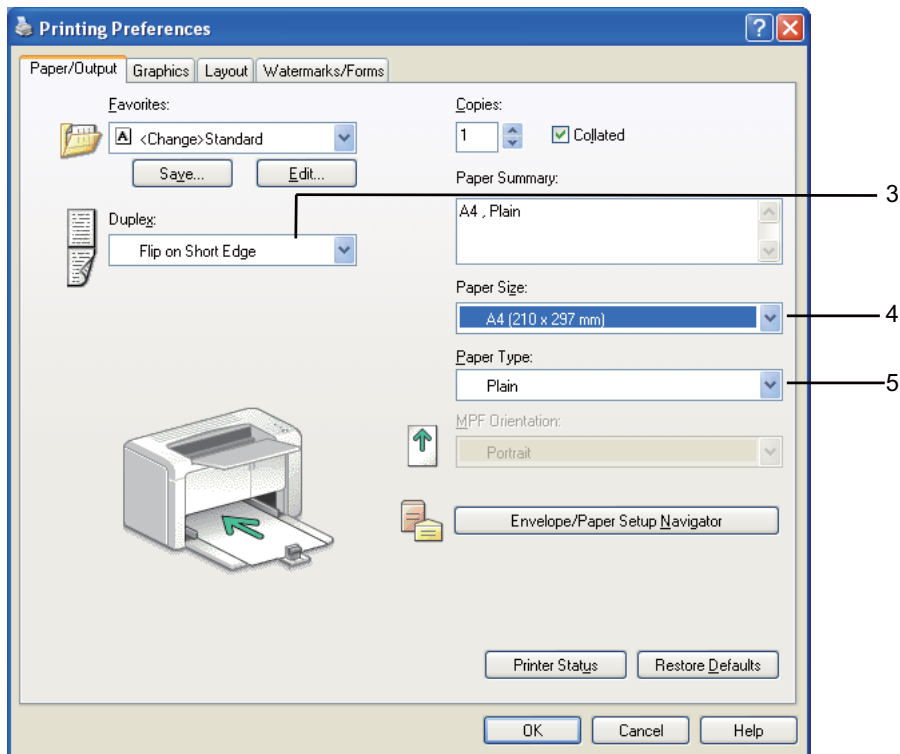 Printing Preferences
Paper/Output Graphics Layout Watermarks/Forms
Favorites:
A <Change>Standard
Save... Edit...
Duplex:
Flip on Short Edge
3
Copies:
1 Collated
Paper Summary:
A4 , Plain
Paper Size:
A4 (210 x 297 mm)
4
Paper Type:
Plain
5
MPF Orientation:
Portrait
Envelope/Paper Setup Navigator
Printer Status Restore Defaults
OK Cancel Help